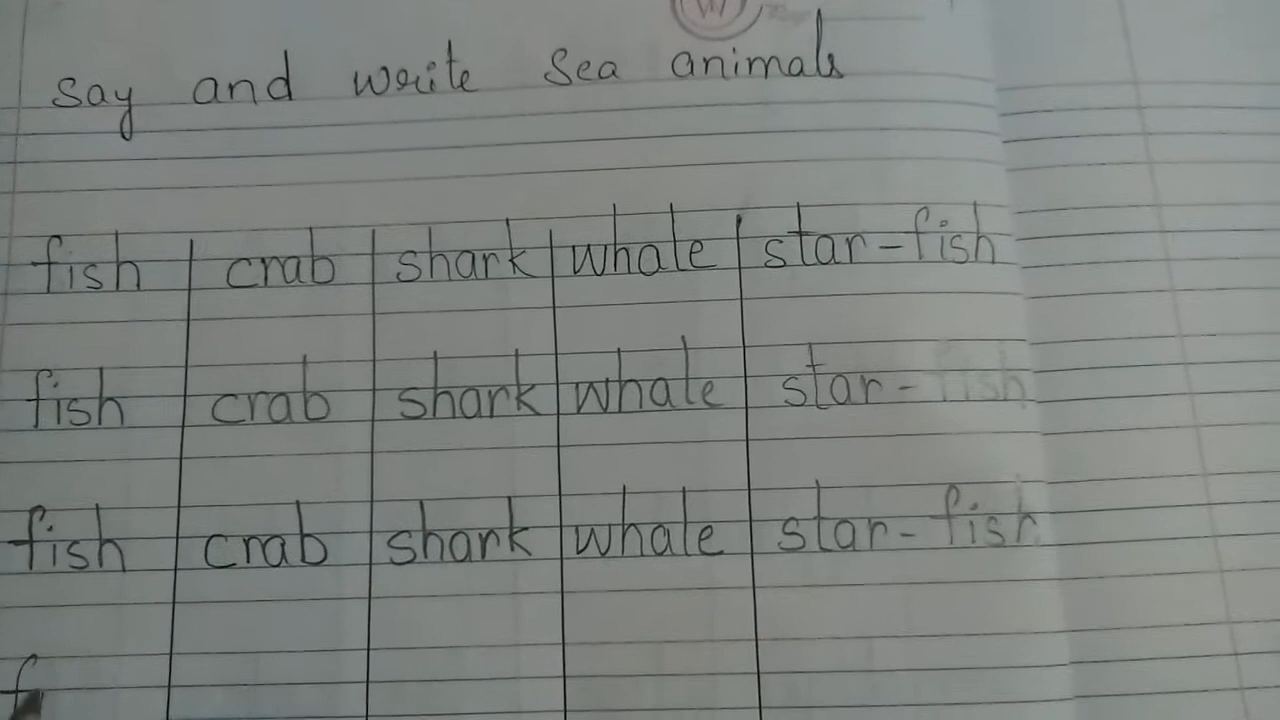 Say and write Sea animals
fish crab shark whale star-fish
fish crab shark whale star-fish
fish crab shark whale star-fish
f